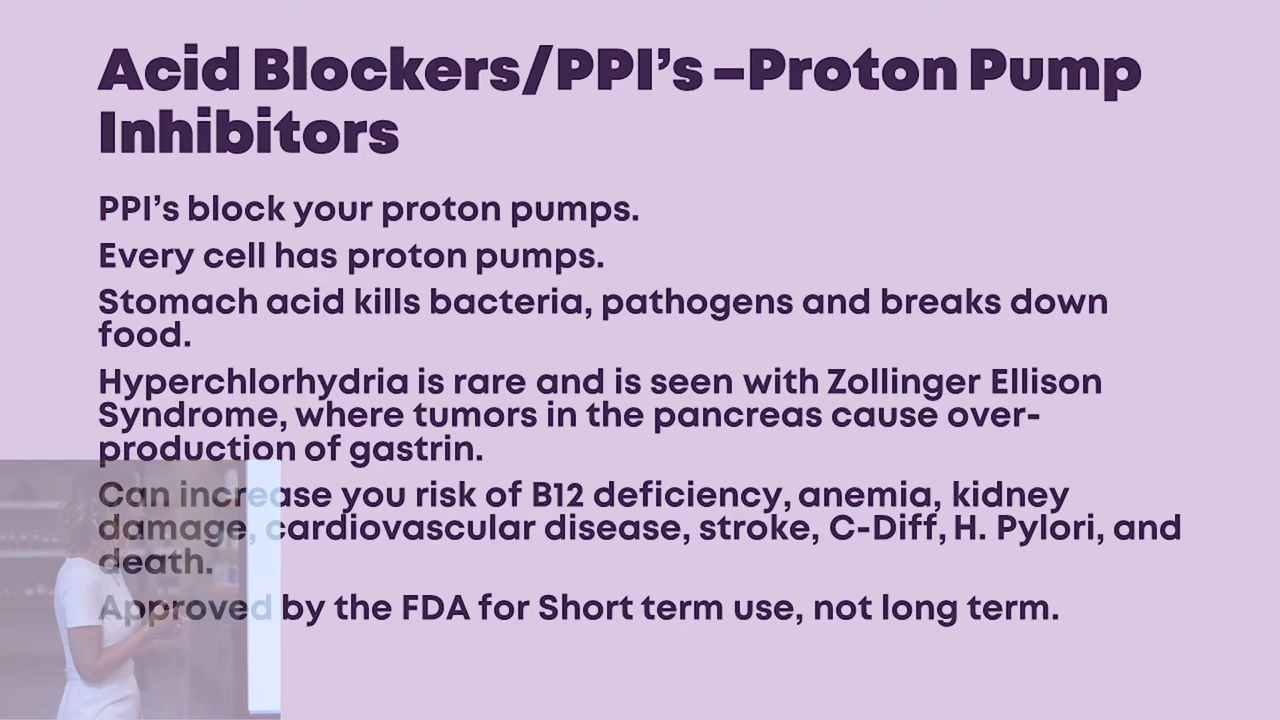 Acid Blockers/PPI’s –Proton Pump
Inhibitors
PPI’s block your proton pumps.
Every cell has proton pumps.
Stomach acid kills bacteria, pathogens and breaks down
food.
Hyperchlorhydria is rare and is seen with Zollinger Ellison
Syndrome, where tumors in the pancreas cause over-
production of gastrin.
Can increase you risk of B12 deficiency, anemia, kidney
damage, cardiovascular disease, stroke, C-Diff, H. Pylori, and
death.
Approved by the FDA for Short term use, not long term.